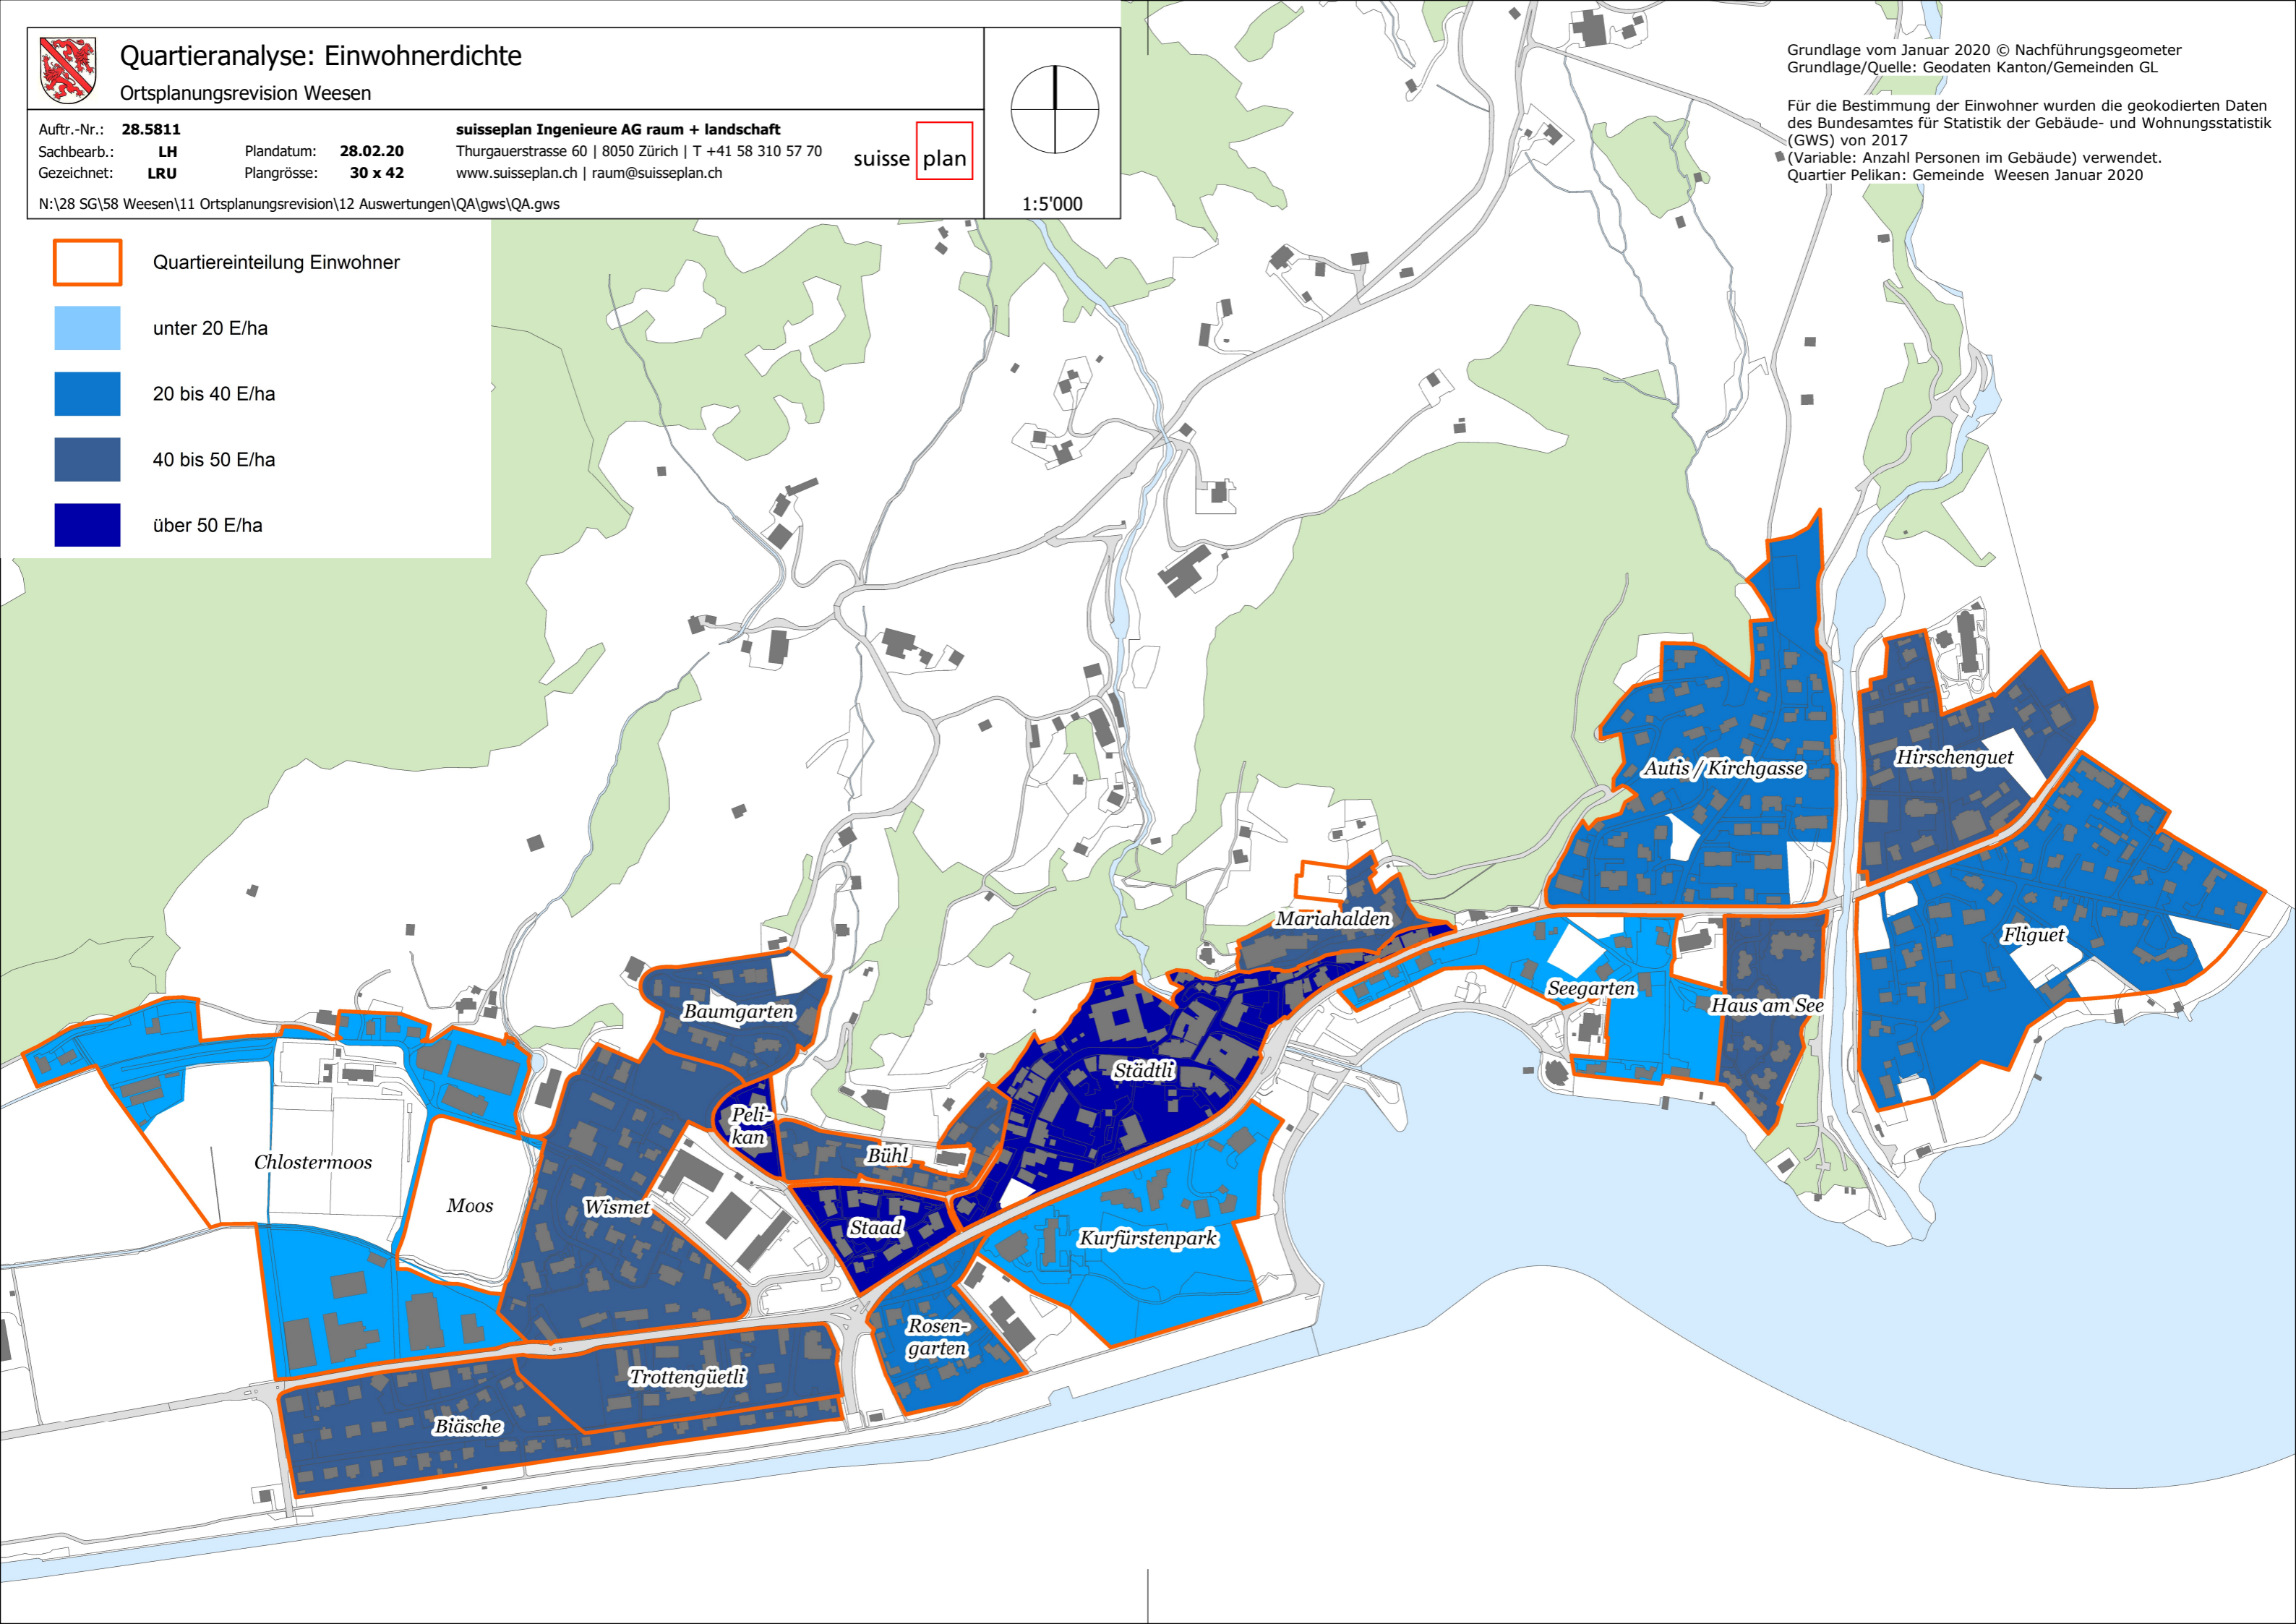 Quartieranalyse: Einwohnerdichte
Ortsplanungsrevision Weesen
Auftr.-Nr.: 28.5811
Sachbearb.: LH
Gezeichnet: LRU
Plandatum: 28.02.20
Plangrösse: 30 x 42
suisseplan Ingenieure AG raum + landschaft
Thurgauerstrasse 60 | 8050 Zürich | T +41 58 310 57 70
www.suisseplan.ch | raum@suisseplan.ch
suisse plan
N:\28 SG\58 Weesen\11 Ortsplanungsrevision\12 Auswertungen\QA\gws\QA.gws
1:5'000
Grundlage vom Januar 2020 © Nachführungsgeometer
Grundlage/Quelle: Geodaten Kanton/Gemeinden GL
Für die Bestimmung der Einwohner wurden die geokodierten Daten
des Bundesamtes für Statistik der Gebäude- und Wohnungsstatistik
(GWS) von 2017
(Variable: Anzahl Personen im Gebäude) verwendet.
Quartier Pelikan: Gemeinde Weesen Januar 2020
Quartiereinteilung Einwohner
unter 20 E/ha
20 bis 40 E/ha
40 bis 50 E/ha
über 50 E/ha
Hirschenguet
Autis / Kirchgasse
Mariahalden
Fliguet
Seegarten
Haus am See
Baumgarten
Städtli
Peli-
kan
Bühl
Chlostermoos
Moos
Wismet
Staad
Kurfürstenpark
Rosen-
garten
Trottengüetli
Biäsche